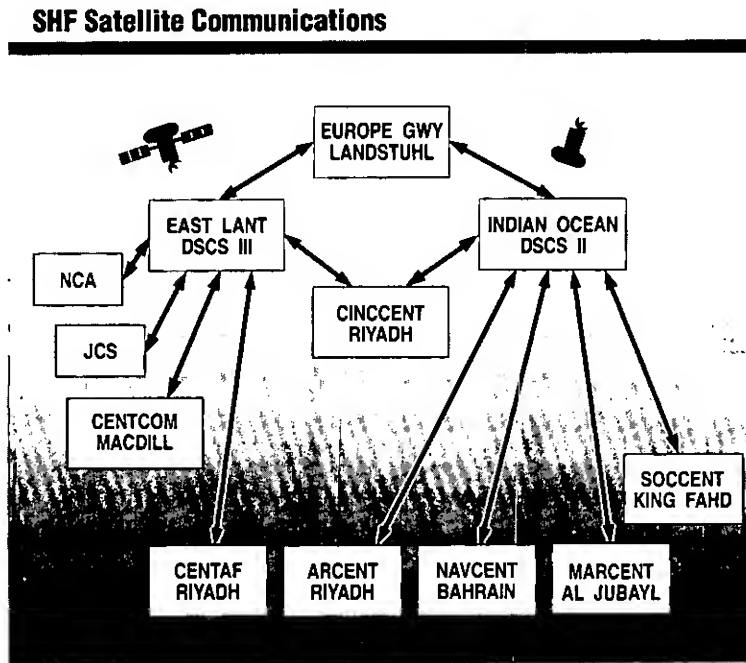 SHF Satellite Communications
EUROPE GWY
LANDSTUHL
EAST LANT
DSCS III
INDIAN OCEAN
DSCS II
NCA
CINCCENT
RIYADH
JCS
CENTCOM
MACDILL
SOCCENT
KING FAHD
CENTAF
RIYADH
ARCENT
RIYADH
NAVCENT
BAHRAIN
MARCENT
AL JUBAYL